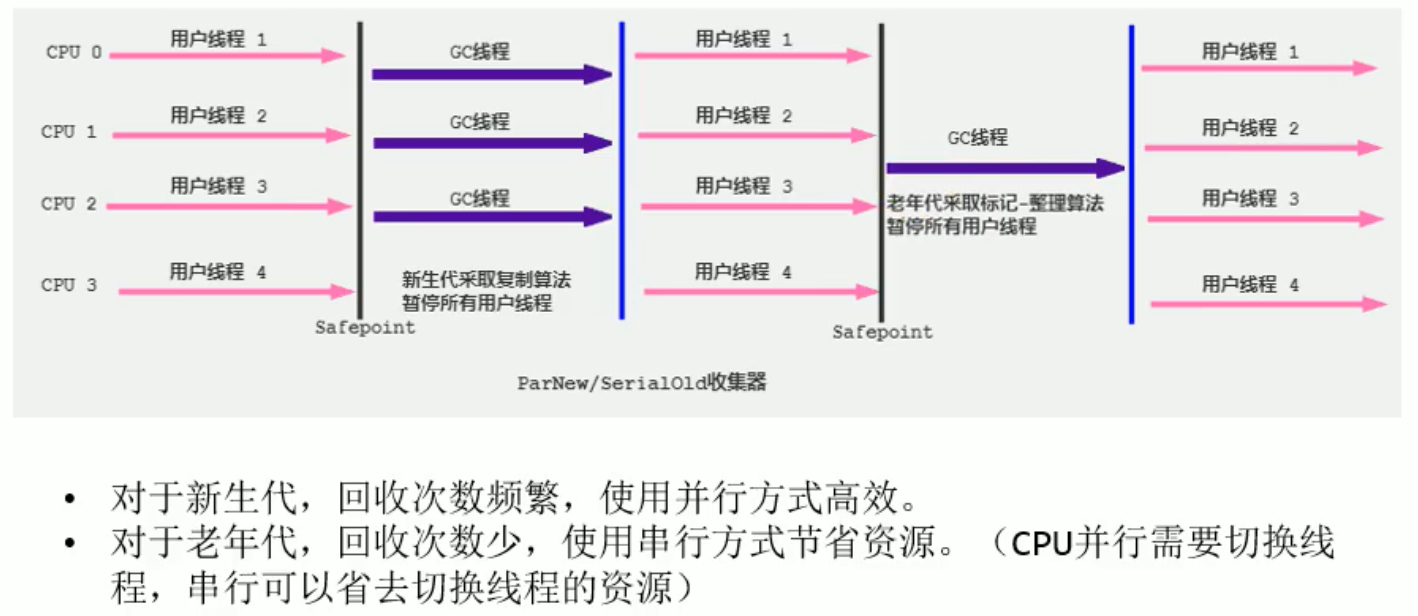 CPU 0 用户线程 1 GC线程 用户线程 1 用户线程 1
CPU 1 用户线程 2 GC线程 用户线程 2 GC线程 用户线程 2
CPU 2 用户线程 3 GC线程 用户线程 3 老年代采取标记-整理算法 用户线程 3
暂停所有用户线程
CPU 3 用户线程 4 新生代采取复制算法 用户线程 4 用户线程 4
暂停所有用户线程
Safepoint Safepoint
ParNew/SerialOld收集器
• 对于新生代，回收次数频繁，使用并行方式高效。
• 对于老年代，回收次数少，使用串行方式节省资源。（CPU并行需要切换线
程，串行可以省去切换线程的资源）